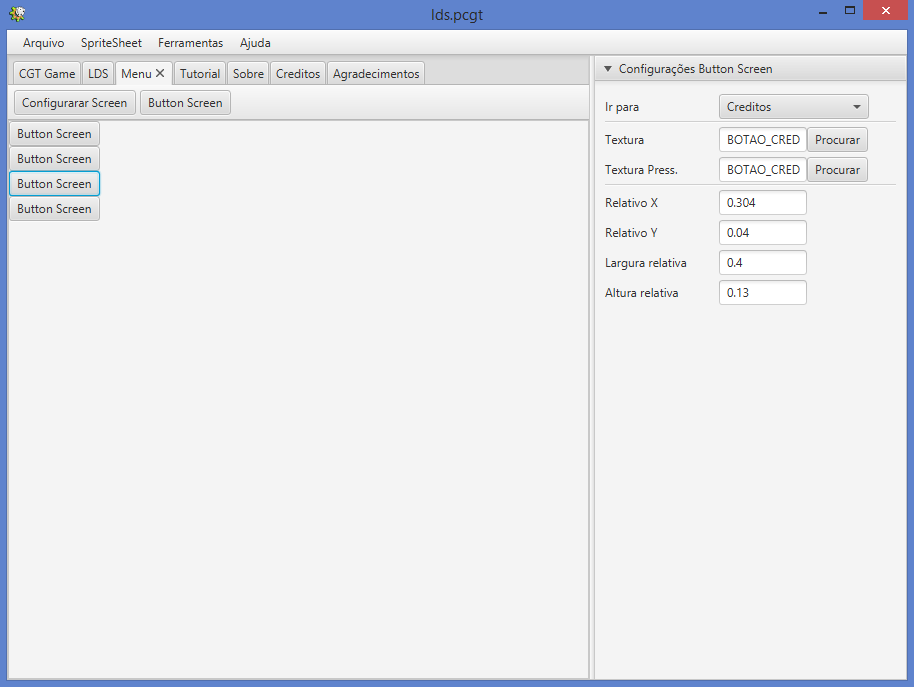 lds.pcgt
Arquivo SpriteSheet Ferramentas Ajuda
CGT Game LDS Menu Tutorial Sobre Creditos Agradecimentos
Configurarar Screen Button Screen
Button Screen
Button Screen
Button Screen
Button Screen
Configurações Button Screen
Ir para Creditos
Textura BOTAO_CRED Procurar
Textura Press. BOTAO_CRED Procurar
Relativo X 0.304
Relativo Y 0.04
Largura relativa 0.4
Altura relativa 0.13